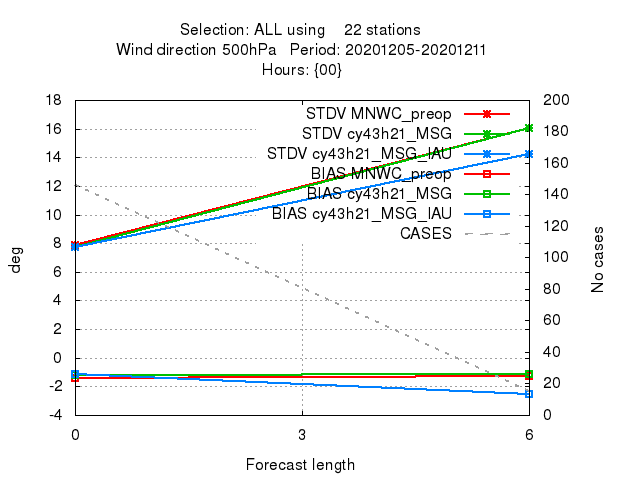 Selection: ALL using    22 stations
Wind direction 500hPa   Period: 20201205-20201211
Hours: {00}
18
16
14
12
10
8
6
4
2
0
-2
-4
deg
STDV MNWC_preop
STDV cy43h21_MSG
STDV cy43h21_MSG_IAU
BIAS MNWC_preop
BIAS cy43h21_MSG
BIAS cy43h21_MSG_IAU
CASES
200
180
160
140
120
100
80
60
40
20
0
No cases
0 3 6
Forecast length